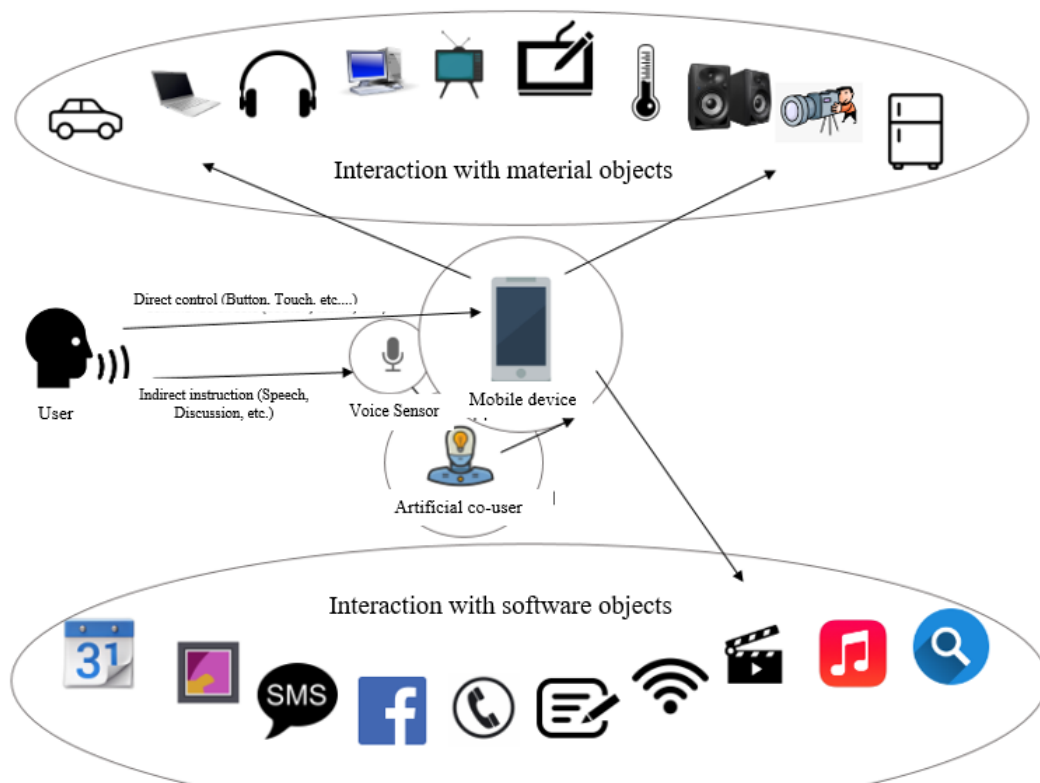 Interaction with material objects
Direct control (Button, Touch, etc....)
Indirect instruction (Speech,
Discussion, etc.)
User
Voice Sensor
Mobile device
Artificial co-user
Interaction with software objects
31
SMS
f